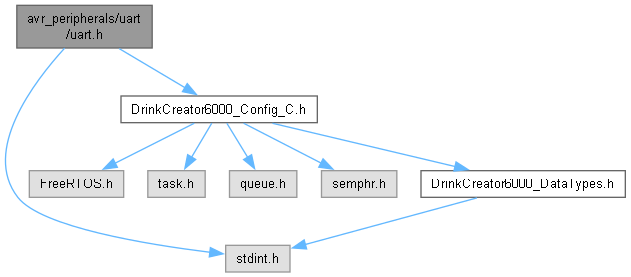 avr_peripherals/uart
/uart.h
DrinkCreator6000_Config_C.h
FreeRTOS.h
task.h
queue.h
semphr.h
DrinkCreator6000_DataTypes.h
stdint.h